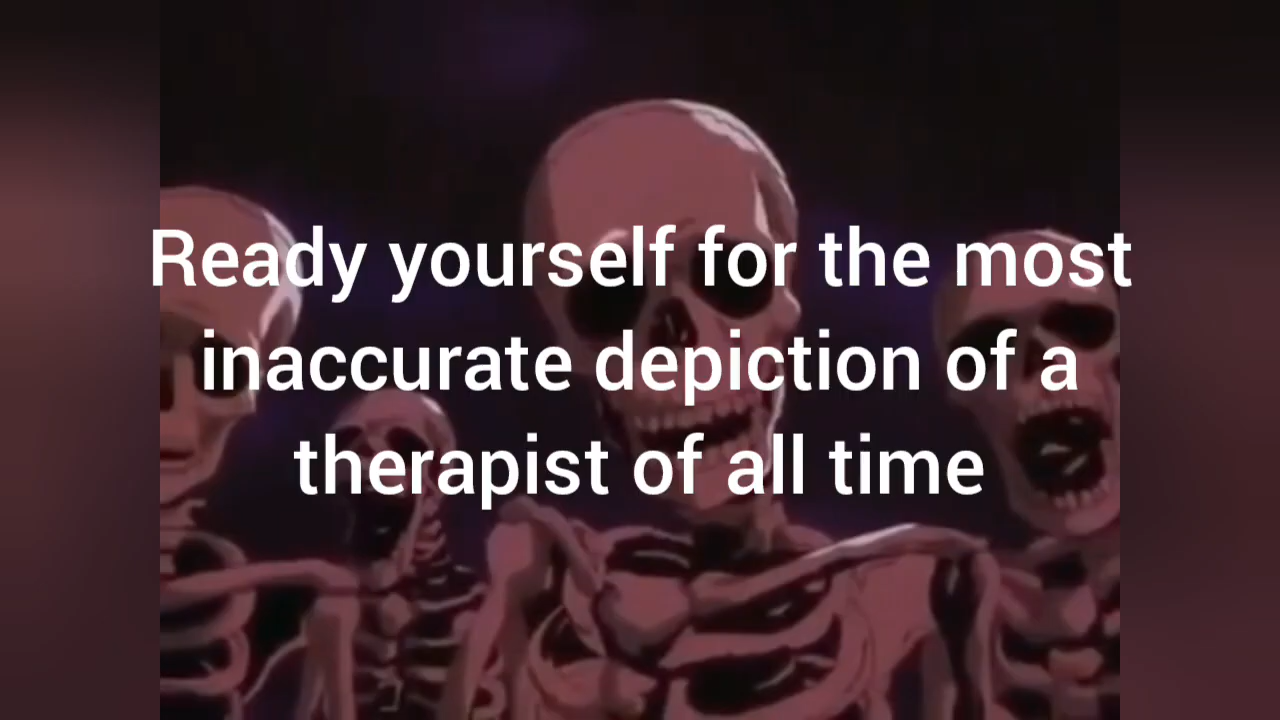 Ready yourself for the most
inaccurate depiction of a
therapist of all time